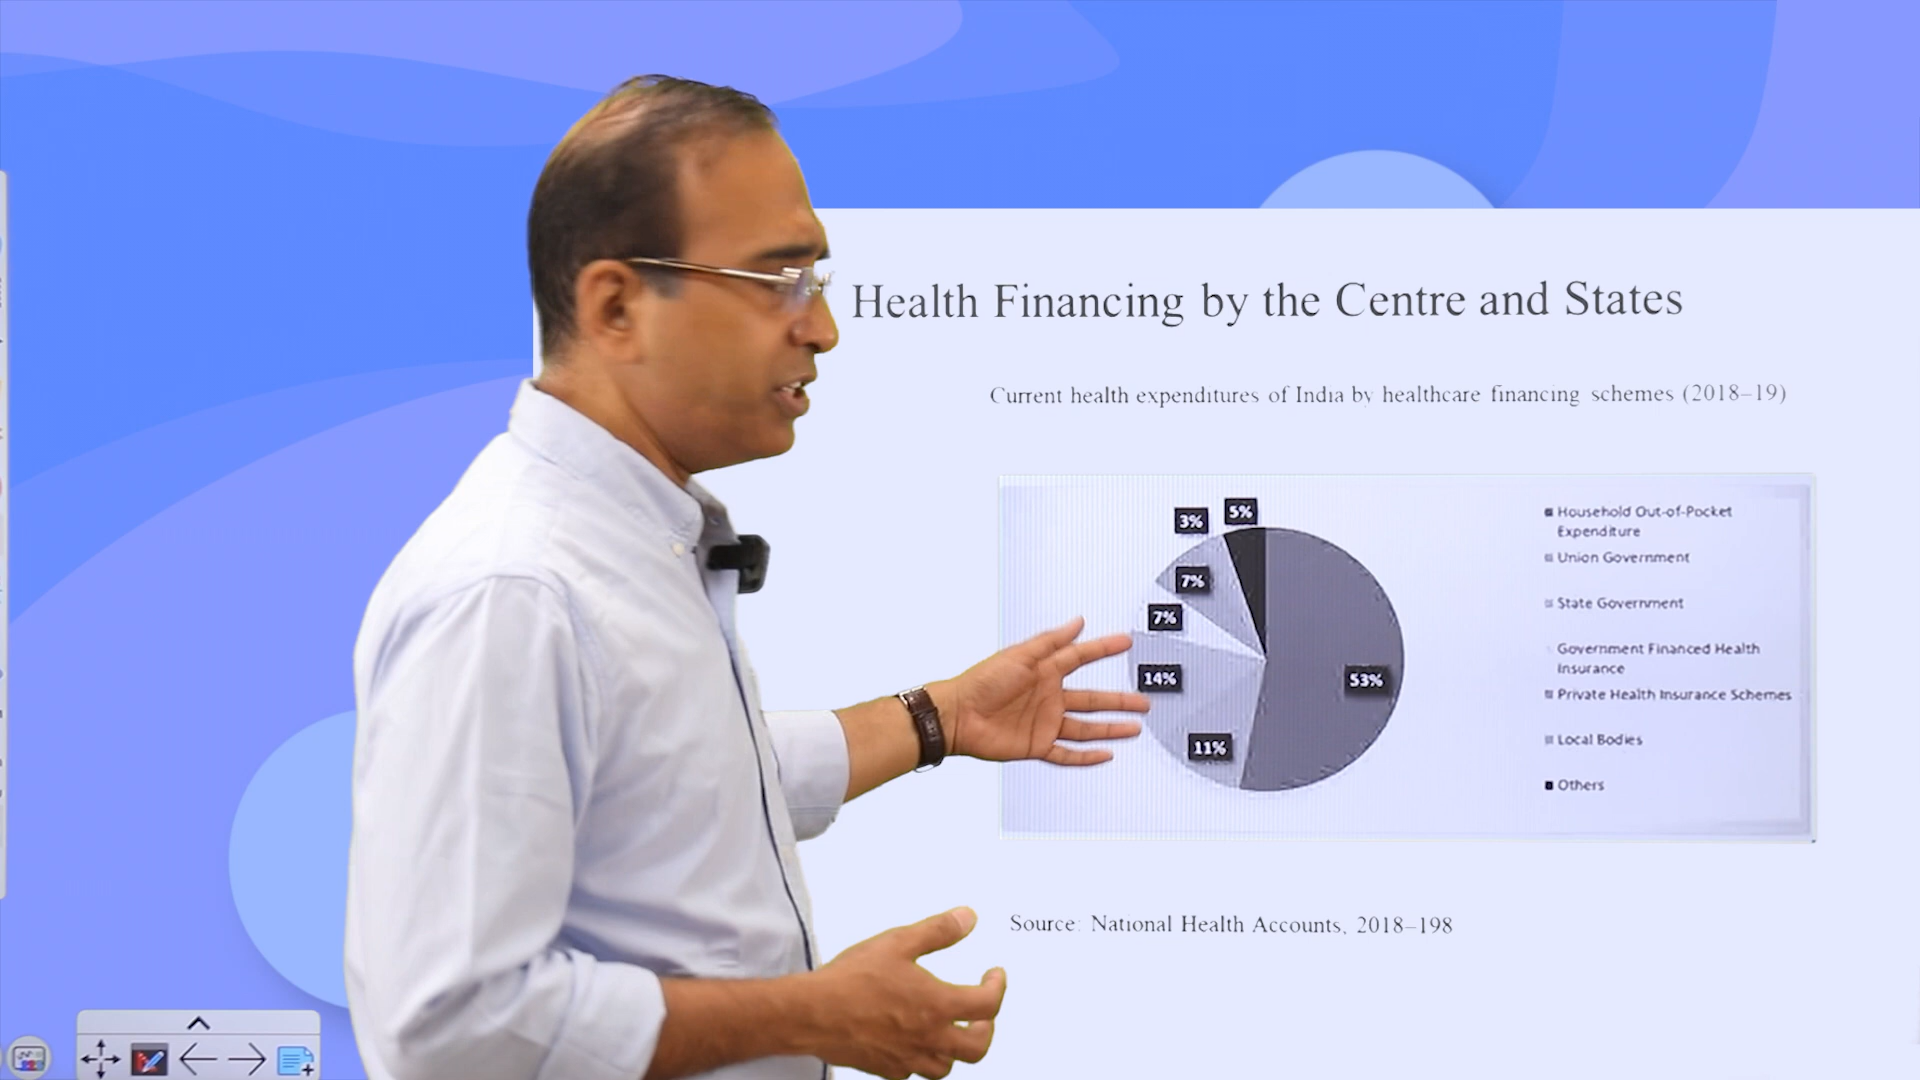 Health Financing by the Centre and States
Current health expenditures of India by healthcare financing schemes (2018–19)
3%
5%
7%
7%
14%
11%
53%
Household Out-of-Pocket
Expenditure
Union Government
State Government
Government Financed Health
Insurance
Private Health Insurance Schemes
Local Bodies
Others
Source: National Health Accounts, 2018–198